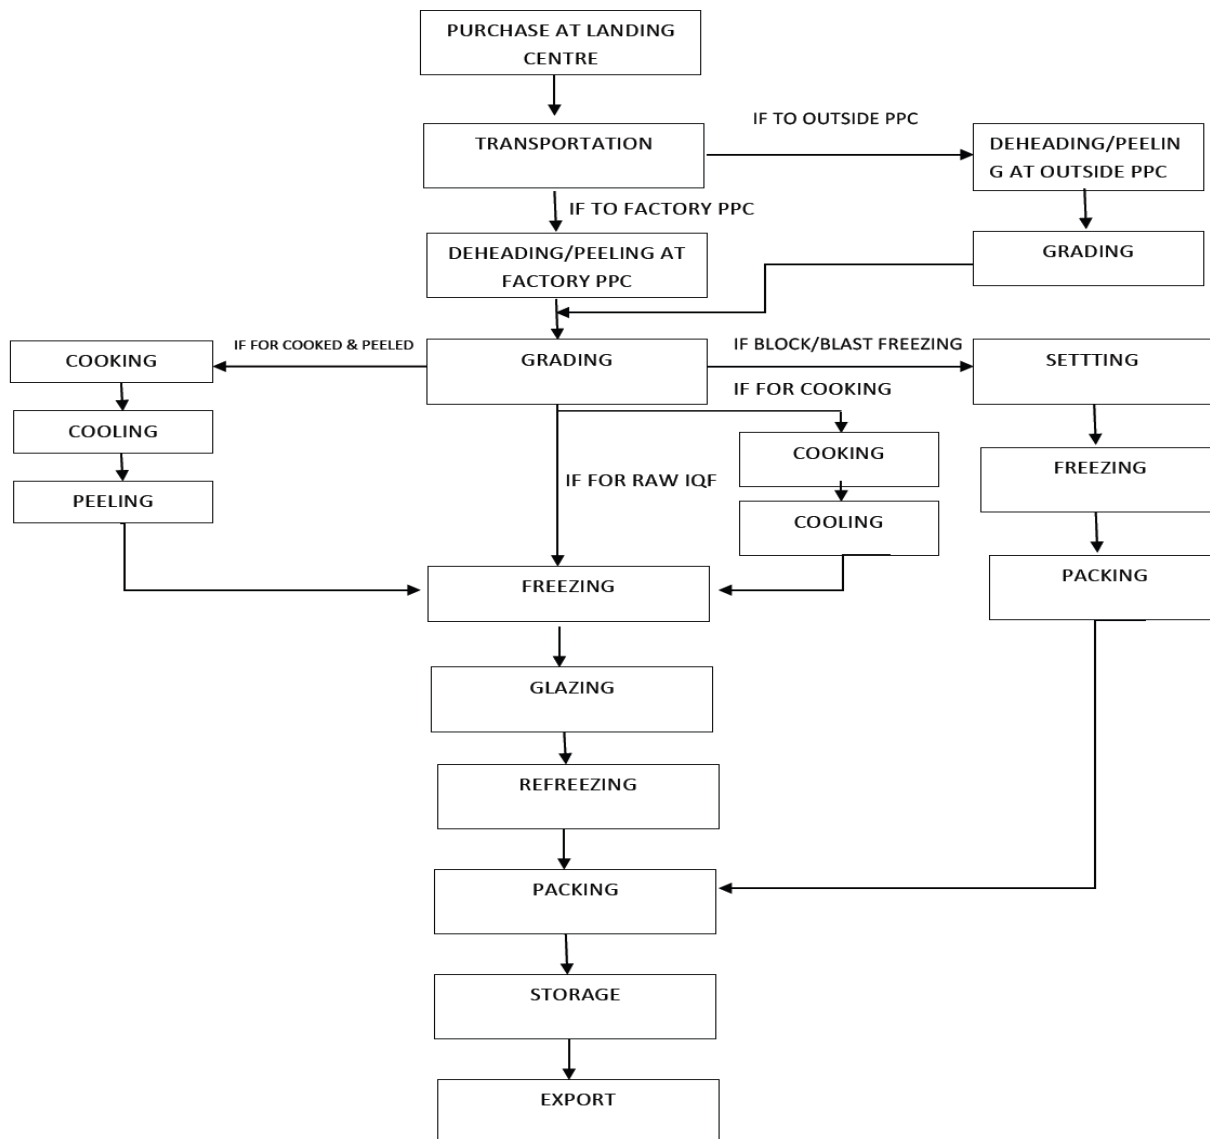 PURCHASE AT LANDING
CENTRE
IF TO OUTSIDE PPC
TRANSPORTATION
DEHEADING/PEELIN
G AT OUTSIDE PPC
IF TO FACTORY PPC
DEHEADING/PEELING AT
FACTORY PPC
GRADING
IF FOR COOKED & PEELED
GRADING
IF BLOCK/BLAST FREEZING
SETTTING
COOKING
IF FOR COOKING
COOLING
COOKING
FREEZING
PEELING
IF FOR RAW IQF
COOLING
FREEZING
PACKING
GLAZING
REFREEZING
PACKING
STORAGE
EXPORT